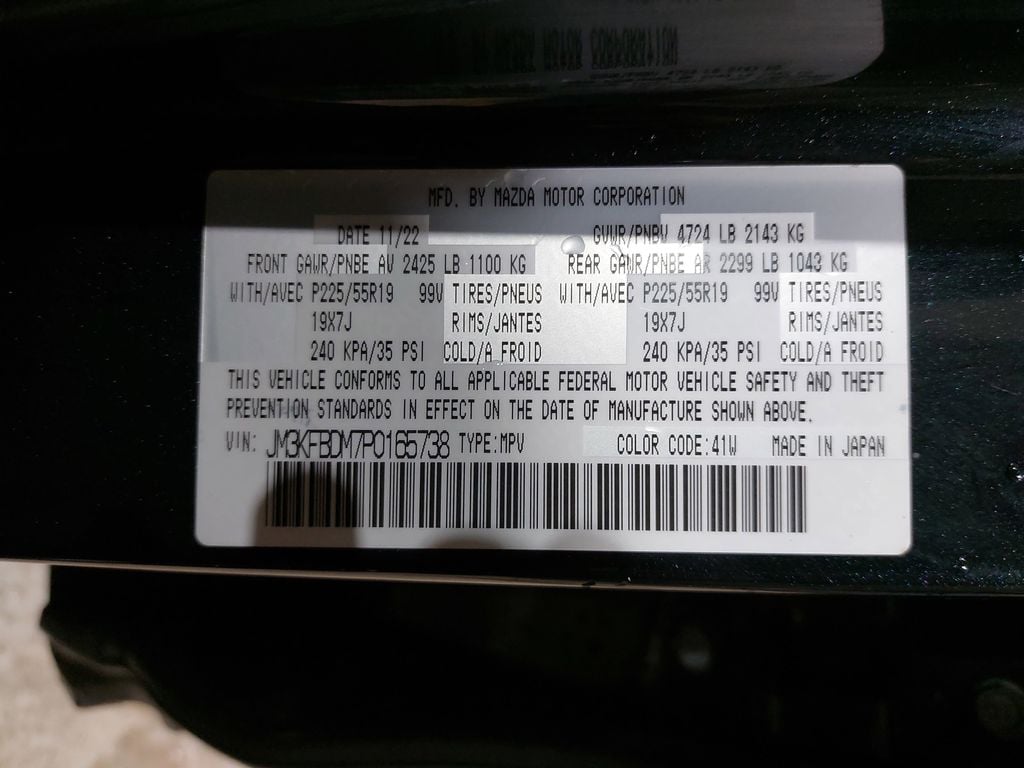 MFD. BY MAZDA MOTOR CORPORATION
DATE 11/22 GVWR/PNBV 4724 LB 2143 KG
FRONT GAWR/PNBE AV 2425 LB 1100 KG REAR GAWR/PNBE AR 2299 LB 1043 KG
WITH/AVEC P225/55R19 99V TIRES/PNEUS WITH/AVEC P225/55R19 99V TIRES/PNEUS
19X7J RIMS/JANTES 19X7J RIMS/JANTES
240 KPA/35 PSI COLD/A FROID 240 KPA/35 PSI COLD/A FROID
THIS VEHICLE CONFORMS TO ALL APPLICABLE FEDERAL MOTOR VEHICLE SAFETY AND THEFT
PREVENTION STANDARDS IN EFFECT ON THE DATE OF MANUFACTURE SHOWN ABOVE.
VIN: JM3KFBDM7P0165738 TYPE:MPV COLOR CODE:41W MADE IN JAPAN